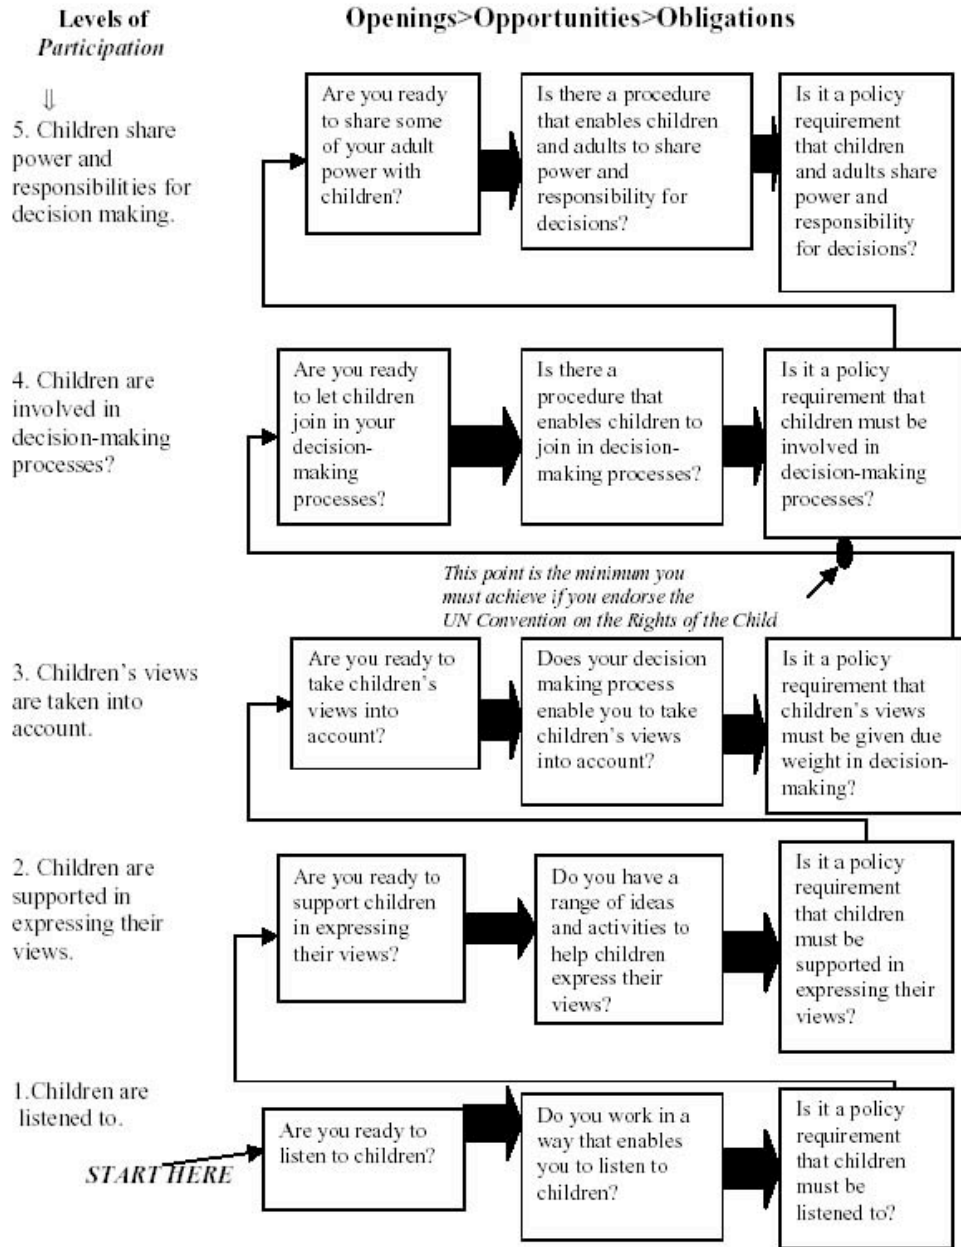 Levels of
Participation
Openings>Opportunities>Obligations
⇓
5. Children share
power and
responsibilities for
decision making.
Are you ready
to share some
of your adult
power with
children?
Is there a procedure
that enables children
and adults to share
power and
responsibility for
decisions?
Is it a policy
requirement
that children
and adults share
power and
responsibility
for decisions?
4. Children are
involved in
decision-making
processes?
Are you ready
to let children
join in your
decision-
making
processes?
Is there a
procedure that
enables children to
join in decision-
making processes?
Is it a policy
requirement that
children must be
involved in
decision-making
processes?
This point is the minimum you
must achieve if you endorse the
UN Convention on the Rights of the Child
3. Children’s views
are taken into
account.
Are you ready to
take children’s
views into
account?
Does your decision
making process
enable you to take
children’s views
into account?
Is it a policy
requirement that
children’s views
must be given due
weight in decision-
making?
2. Children are
supported in
expressing their
views.
Are you ready to
support children
in expressing
their views?
Do you have a
range of ideas
and activities to
help children
express their
views?
Is it a policy
requirement
that children
must be
supported in
expressing their
views?
1.Children are
listened to.
START HERE
Are you ready to
listen to children?
Do you work in a
way that enables
you to listen to
children?
Is it a policy
requirement
that children
must be
listened to?